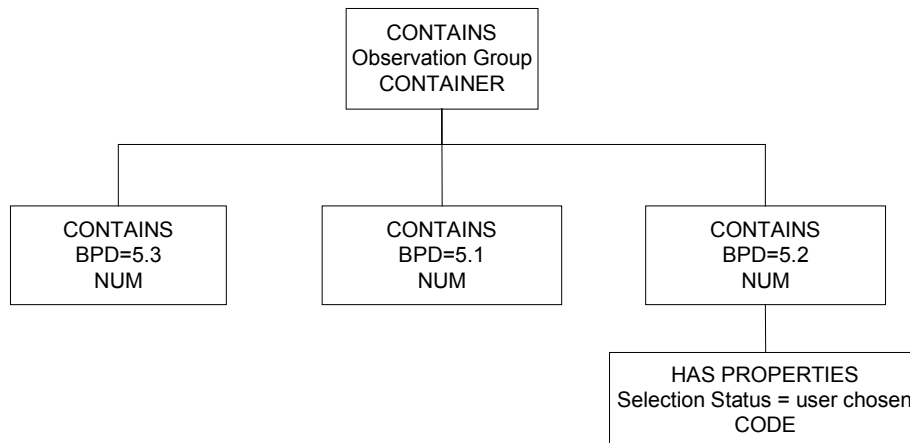 CONTAINS
Observation Group
CONTAINER
CONTAINS
BPD=5.3
NUM
CONTAINS
BPD=5.1
NUM
CONTAINS
BPD=5.2
NUM
HAS PROPERTIES
Selection Status = user chosen
CODE